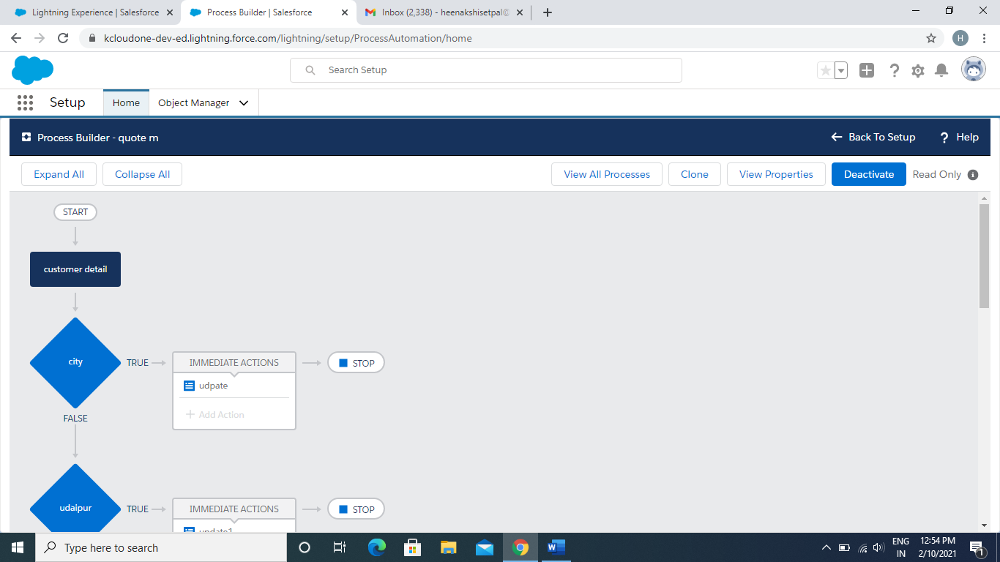 Lightning Experience | Salesforce
Process Builder | Salesforce
Inbox (2,338) - heenakshisetpal@
kcloudone-dev-ed.lightning.force.com/lightning/setup/ProcessAutomation/home
H
Search Setup
Setup
Home
Object Manager
Process Builder - quote m
Back To Setup
? Help
Expand All
Collapse All
View All Processes
Clone
View Properties
Deactivate
Read Only
START
customer detail
city
TRUE
IMMEDIATE ACTIONS
STOP
udpate
+ Add Action
FALSE
udaipur
TRUE
IMMEDIATE ACTIONS
STOP
update1
Type here to search
ENG
IN
12:54 PM
2/10/2021
1